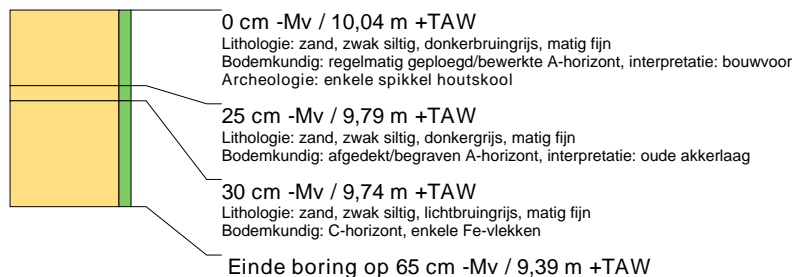 0 cm -Mv / 10,04 m +TAW
Lithologie: zand, zwak siltig, donkerbruingrijs, matig fijn
Bodemkundig: regelmatig geploegd/bewerkte A-horizont, interpretatie: bouwvoor
Archeologie: enkele spikkel houtskool
25 cm -Mv / 9,79 m +TAW
Lithologie: zand, zwak siltig, donkergrijs, matig fijn
Bodemkundig: afgedekt/begraven A-horizont, interpretatie: oude akkerlaag
30 cm -Mv / 9,74 m +TAW
Lithologie: zand, zwak siltig, lichtbruingrijs, matig fijn
Bodemkundig: C-horizont, enkele Fe-vlekken
Einde boring op 65 cm -Mv / 9,39 m +TAW